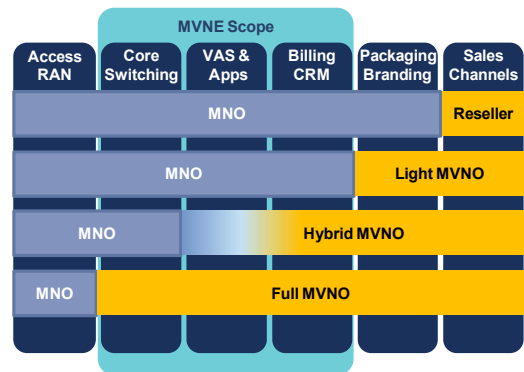 MVNE Scope
Access
RAN
Core
Switching
VAS &
Apps
Billing
CRM
Packaging
Branding
Sales
Channels
MNO
Reseller
MNO
Light MVNO
MNO
Hybrid MVNO
MNO
Full MVNO